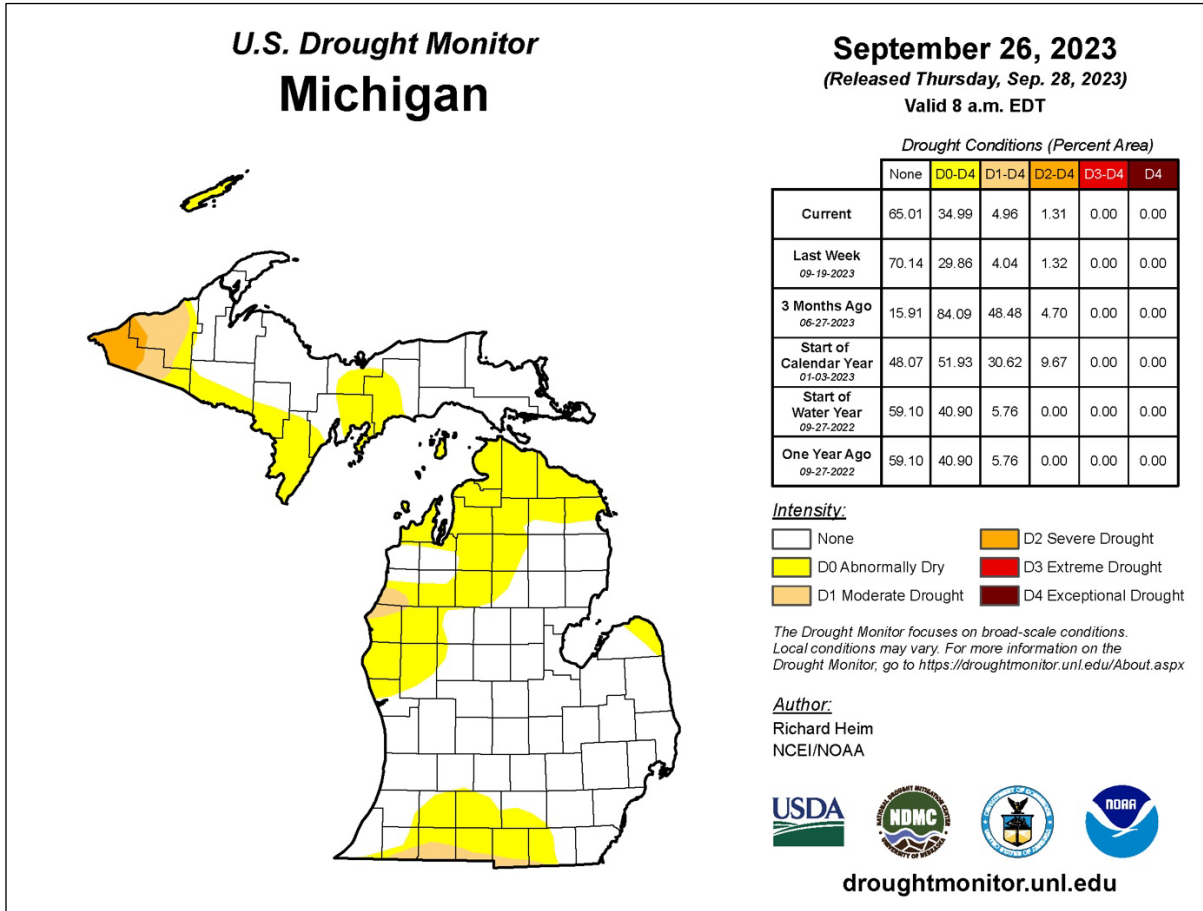 U.S. Drought Monitor
Michigan
September 26, 2023
(Released Thursday, Sep. 28, 2023)
Valid 8 a.m. EDT
Drought Conditions (Percent Area)
None D0-D4 D1-D4 D2-D4 D3-D4 D4
Current 65.01 34.99 4.96 1.31 0.00 0.00
Last Week
09-19-2023 70.14 29.86 4.04 1.32 0.00 0.00
3 Months Ago
06-27-2023 15.91 84.09 48.48 4.70 0.00 0.00
Start of
Calendar Year
01-03-2023 48.07 51.93 30.62 9.67 0.00 0.00
Start of
Water Year
09-27-2022 59.10 40.90 5.76 0.00 0.00 0.00
One Year Ago
09-27-2022 59.10 40.90 5.76 0.00 0.00 0.00
Intensity:
None
D0 Abnormally Dry
D1 Moderate Drought
D2 Severe Drought
D3 Extreme Drought
D4 Exceptional Drought
The Drought Monitor focuses on broad-scale conditions.
Local conditions may vary. For more information on the
Drought Monitor, go to https://droughtmonitor.unl.edu/About.aspx
Author:
Richard Heim
NCEI/NOAA
USDA
NATIONAL DROUGHT MITIGATION CENTER
NDMC
UNIVERSITY OF NEBRASKA
NOAA
droughtmonitor.unl.edu